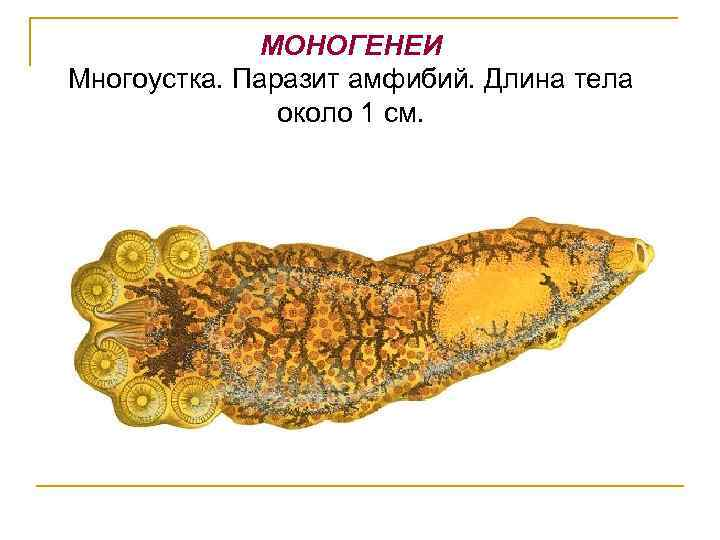 МОНОГЕНЕИ
Многоустка. Паразит амфибий. Длина тела
около 1 см.